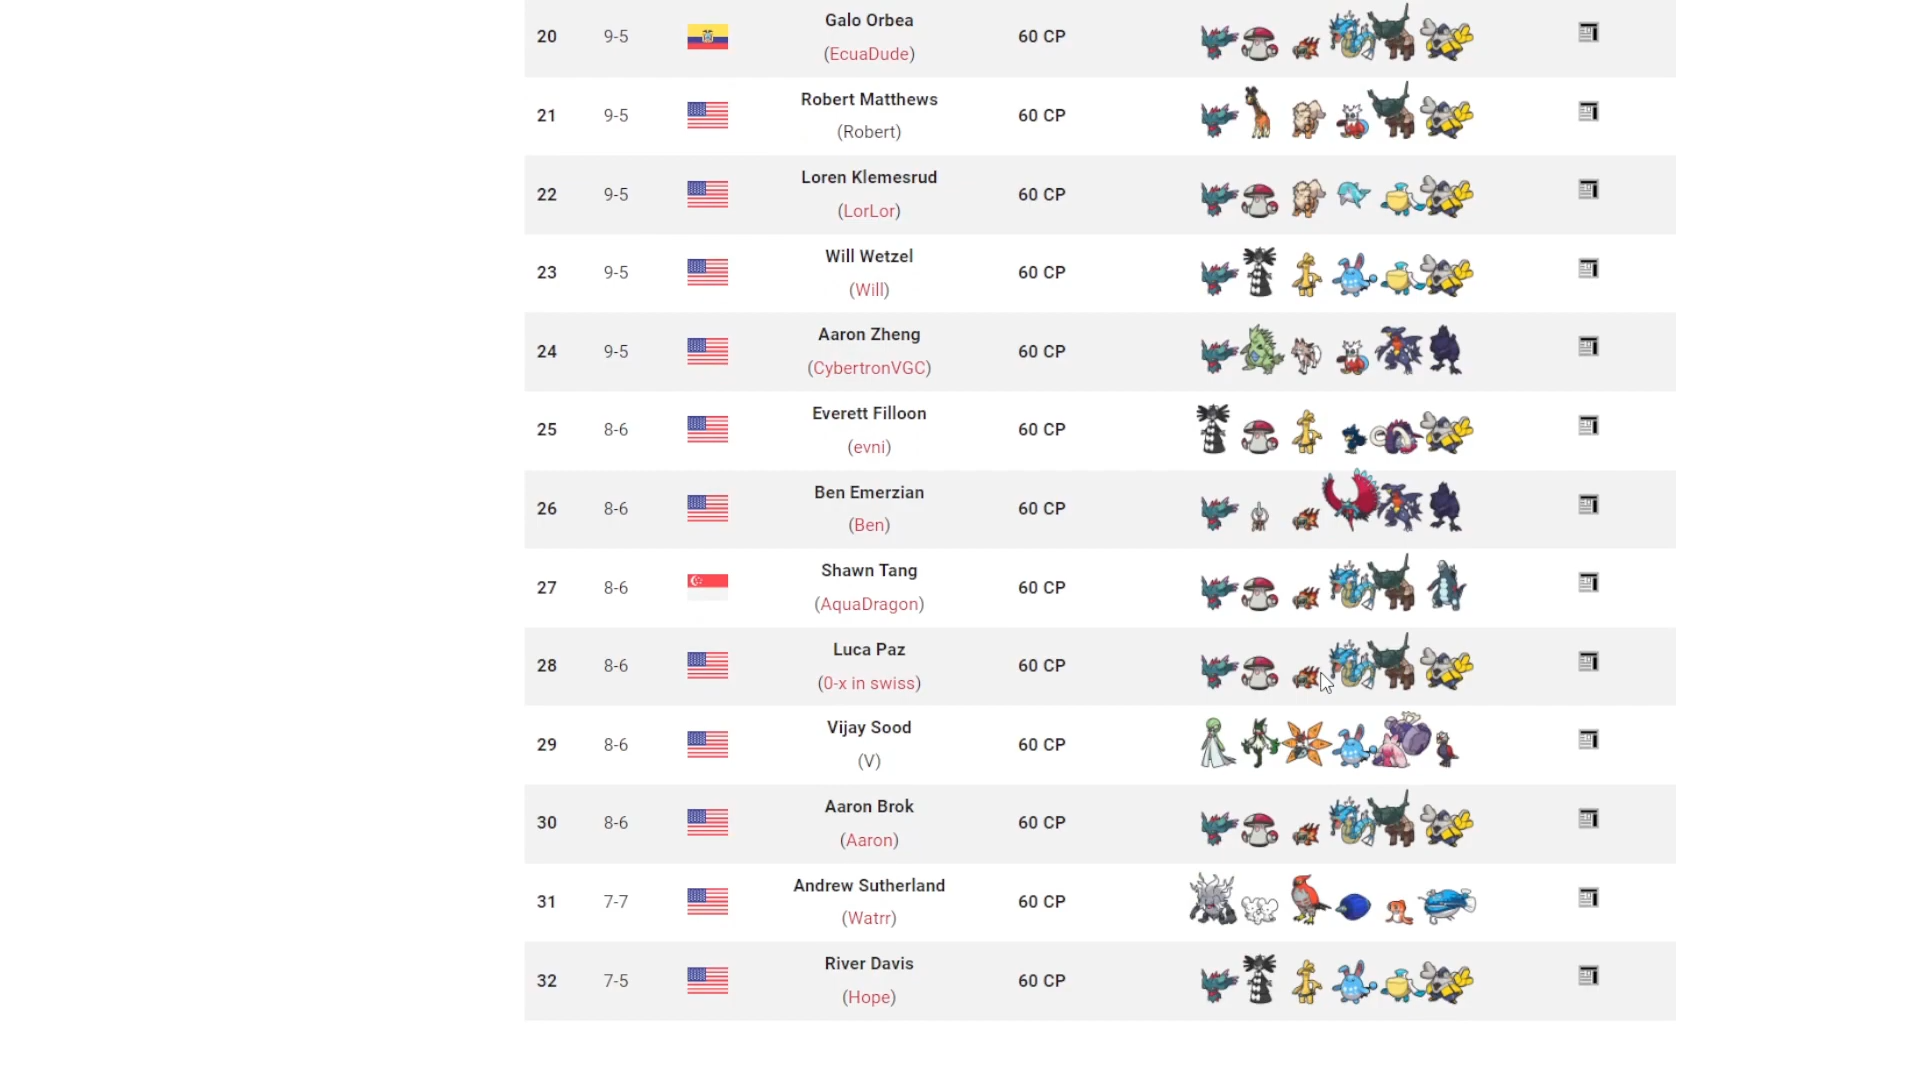 20 9-5 Galo Orbea (EcuaDude) 60 CP
21 9-5 Robert Matthews (Robert) 60 CP
22 9-5 Loren Klemesrud (LorLor) 60 CP
23 9-5 Will Wetzel (Will) 60 CP
24 9-5 Aaron Zheng (CybertronVGC) 60 CP
25 8-6 Everett Filloon (evni) 60 CP
26 8-6 Ben Emerzian (Ben) 60 CP
27 8-6 Shawn Tang (AquaDragon) 60 CP
28 8-6 Luca Paz (0-x in swiss) 60 CP
29 8-6 Vijay Sood (V) 60 CP
30 8-6 Aaron Brok (Aaron) 60 CP
31 7-7 Andrew Sutherland (Watrr) 60 CP
32 7-5 River Davis (Hope) 60 CP